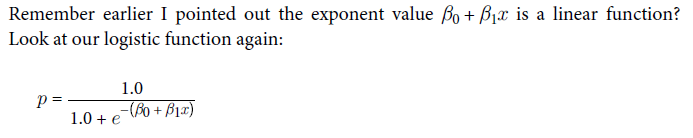 Remember earlier I pointed out the exponent value β₀ + β₁x is a linear function?
Look at our logistic function again:
p = 1.0 / 1.0 + e^−(β₀ + β₁x)